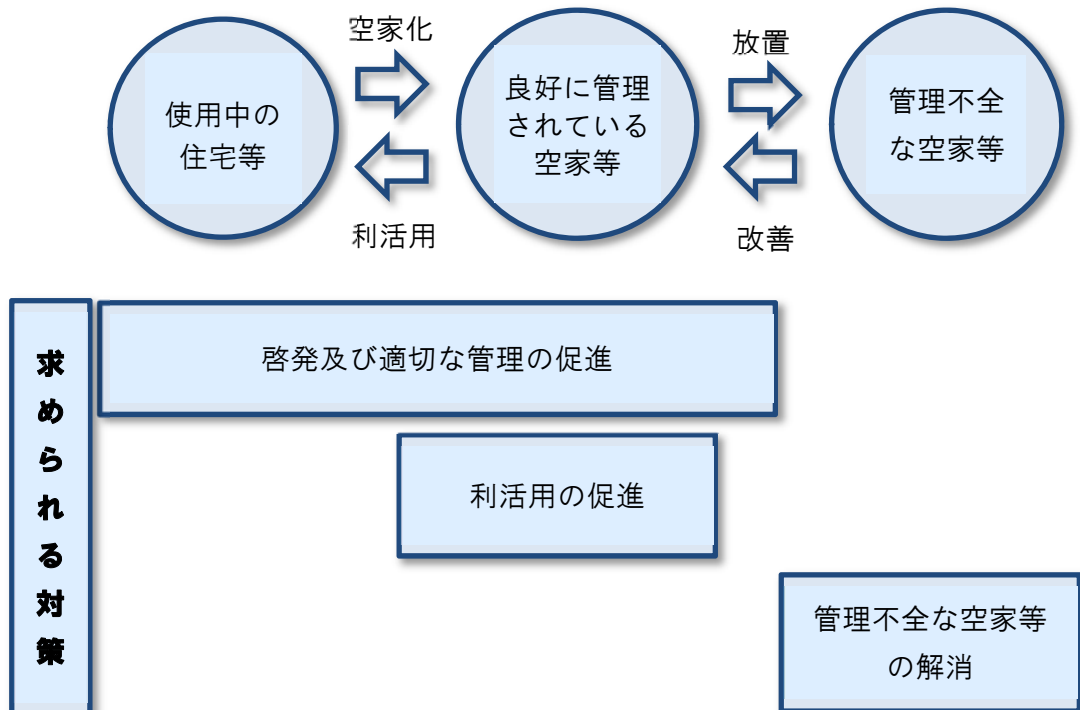 空家化
放置
使用中の
住宅等
良好に管理
されている
空家等
管理不全
な空家等
利活用
改善
求められる対策
啓発及び適切な管理の促進
利活用の促進
管理不全な空家等
の解消